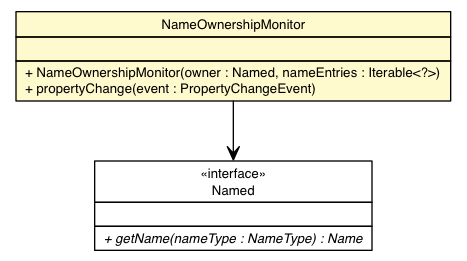 NameOwnershipMonitor
+ NameOwnershipMonitor(owner : Named, nameEntries : Iterable<?>)
+ propertyChange(event : PropertyChangeEvent)
«interface»
Named
+ getName(nameType : NameType) : Name